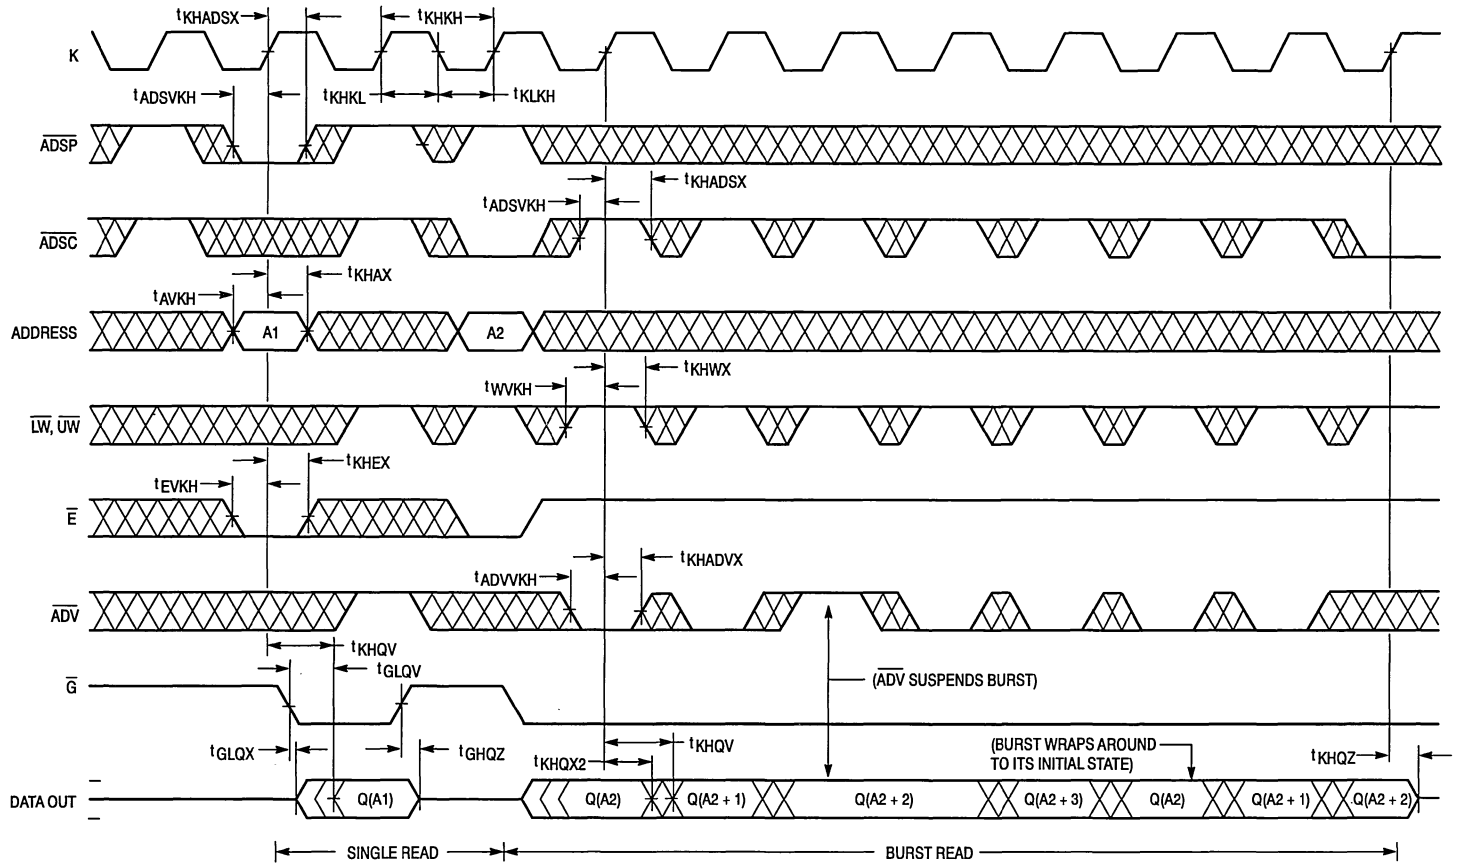 tKHADSX tKHKH
K
tADSVKH tKHKL tKLKH
ADSP
tKHADSX
tADSVKH
ADSC
tKHAX
tAVKH
ADDRESS A1 A2
tKHWX
tWVKH
LW, UW
tKHEX
tEVKH
E
tKHADVX
tADVVKH
ADV
tKHQV
tGLQV
G
(ADV SUSPENDS BURST)
tGLQX tGHQZ tKHQV
tKHQX2
(BURST WRAPS AROUND
TO ITS INITIAL STATE)
tKHQZ
DATA OUT Q(A1) Q(A2) Q(A2 + 1) Q(A2 + 2) Q(A2 + 3) Q(A2) Q(A2 + 1) Q(A2 + 2)
SINGLE READ BURST READ